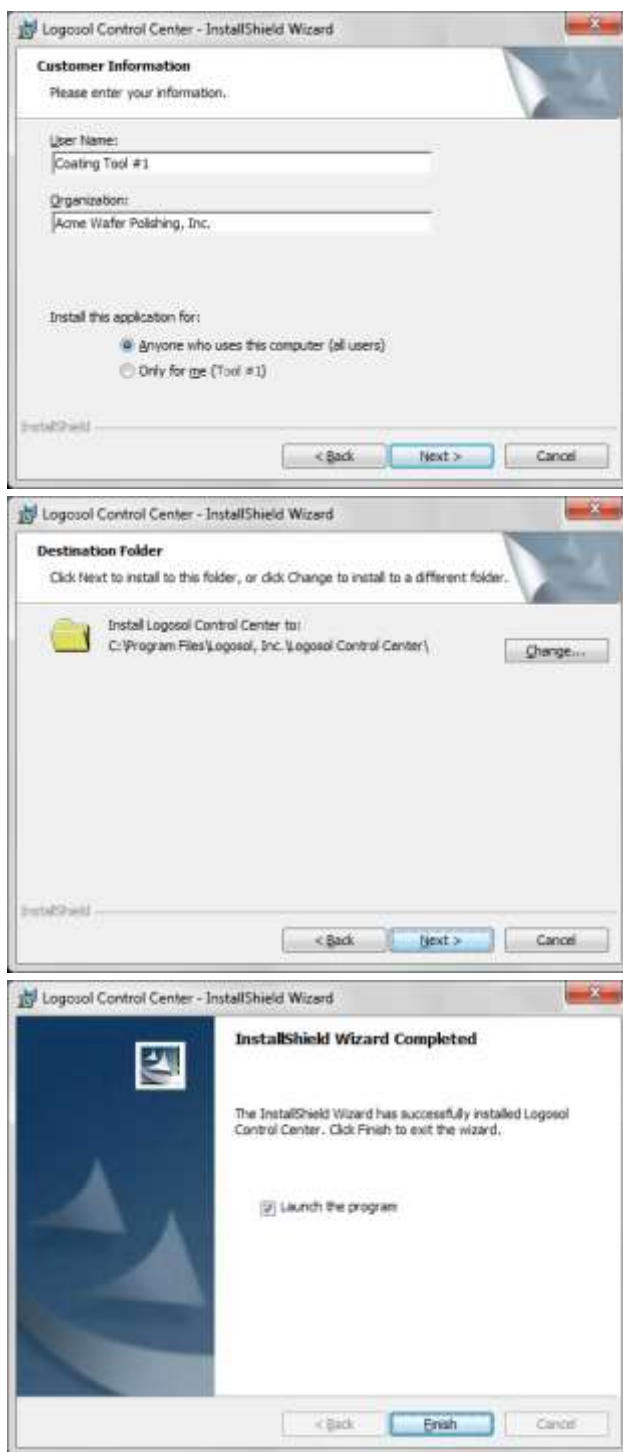 Logosol Control Center - InstallShield Wizard
Customer Information
Please enter your information.
User Name:
Coating Tool #1
Organization:
Acme Wafer Polishing, Inc.
Install this application for:
Anyone who uses this computer (all users)
Only for me (Tool #1)
InstallShield
< Back Next > Cancel
Logosol Control Center - InstallShield Wizard
Destination Folder
Click Next to install to this folder, or click Change to install to a different folder.
Install Logosol Control Center to:
C:\Program Files\Logosol, Inc.\Logosol Control Center\
Change...
InstallShield
< Back Next > Cancel
Logosol Control Center - InstallShield Wizard
InstallShield Wizard Completed
The InstallShield Wizard has successfully installed Logosol
Control Center. Click Finish to exit the wizard.
Launch the program
< Back Finish Cancel